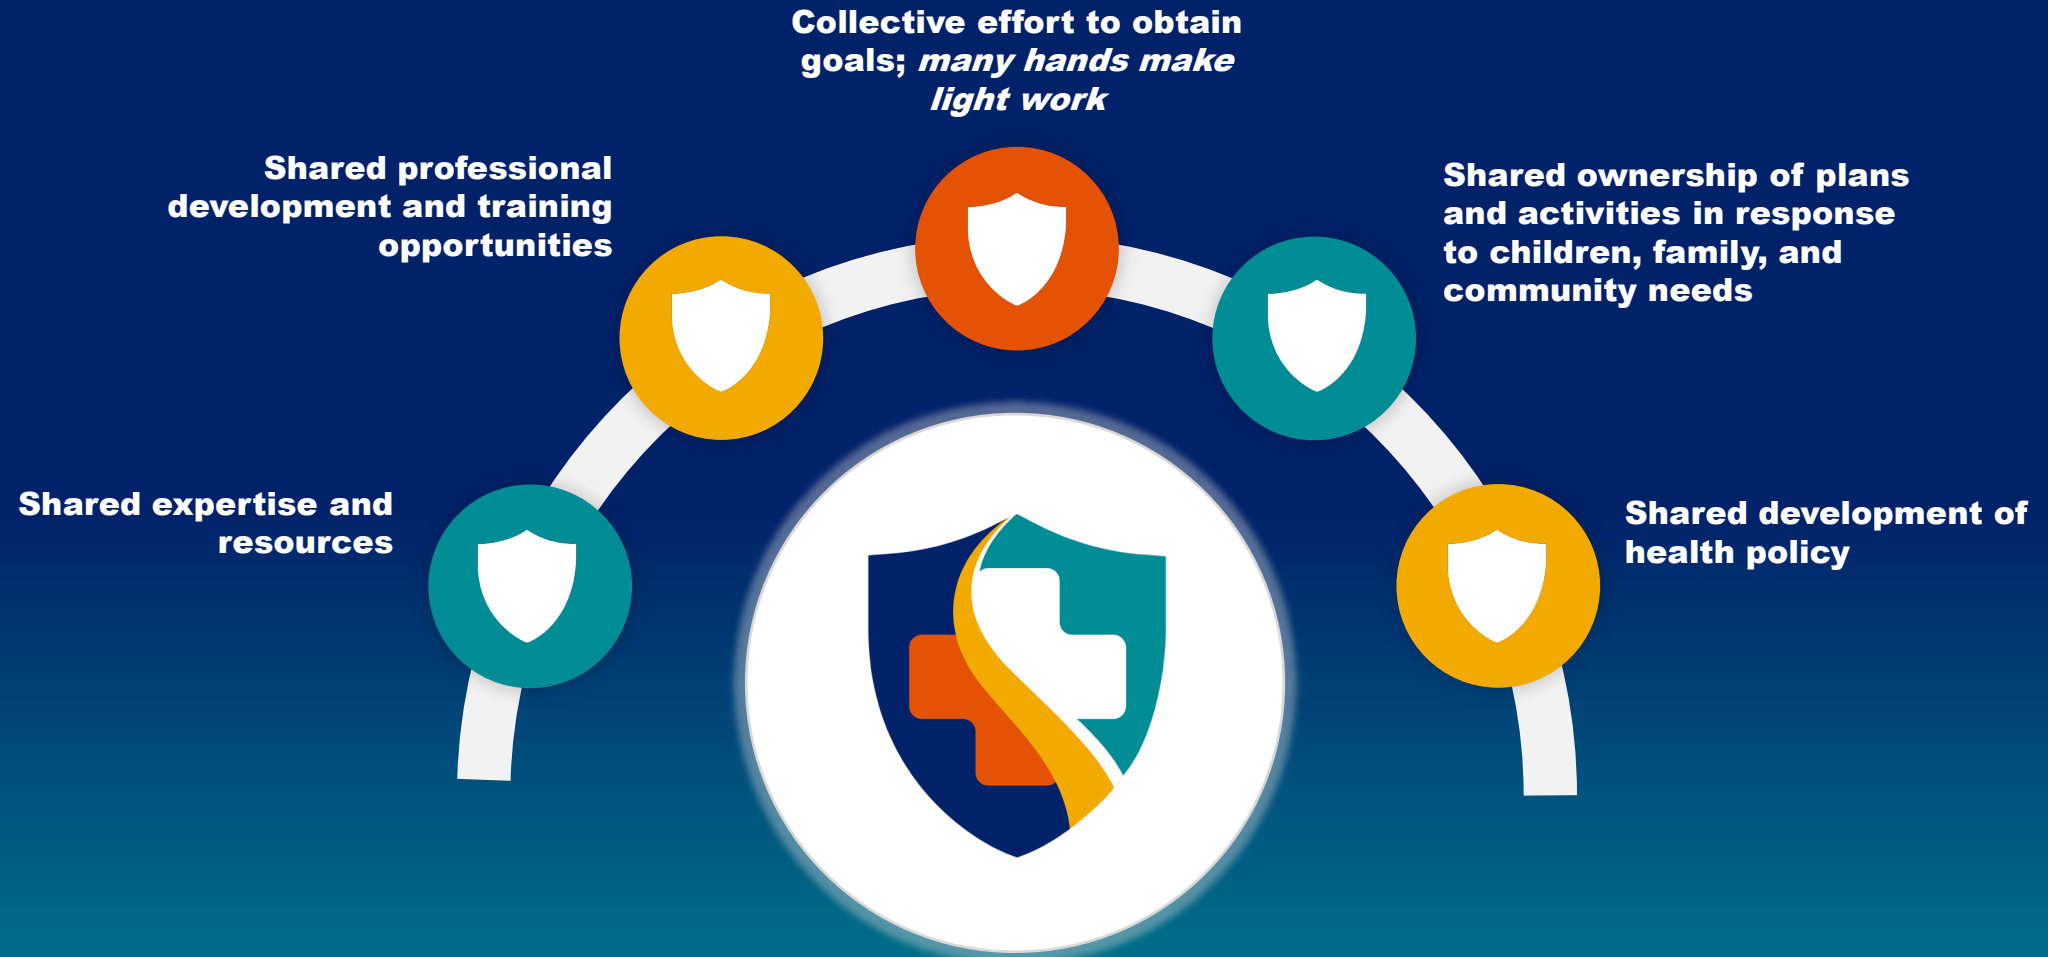 Collective effort to obtain
goals; many hands make
light work
Shared professional
development and training
opportunities
Shared ownership of plans
and activities in response
to children, family, and
community needs
Shared expertise and
resources
Shared development of
health policy